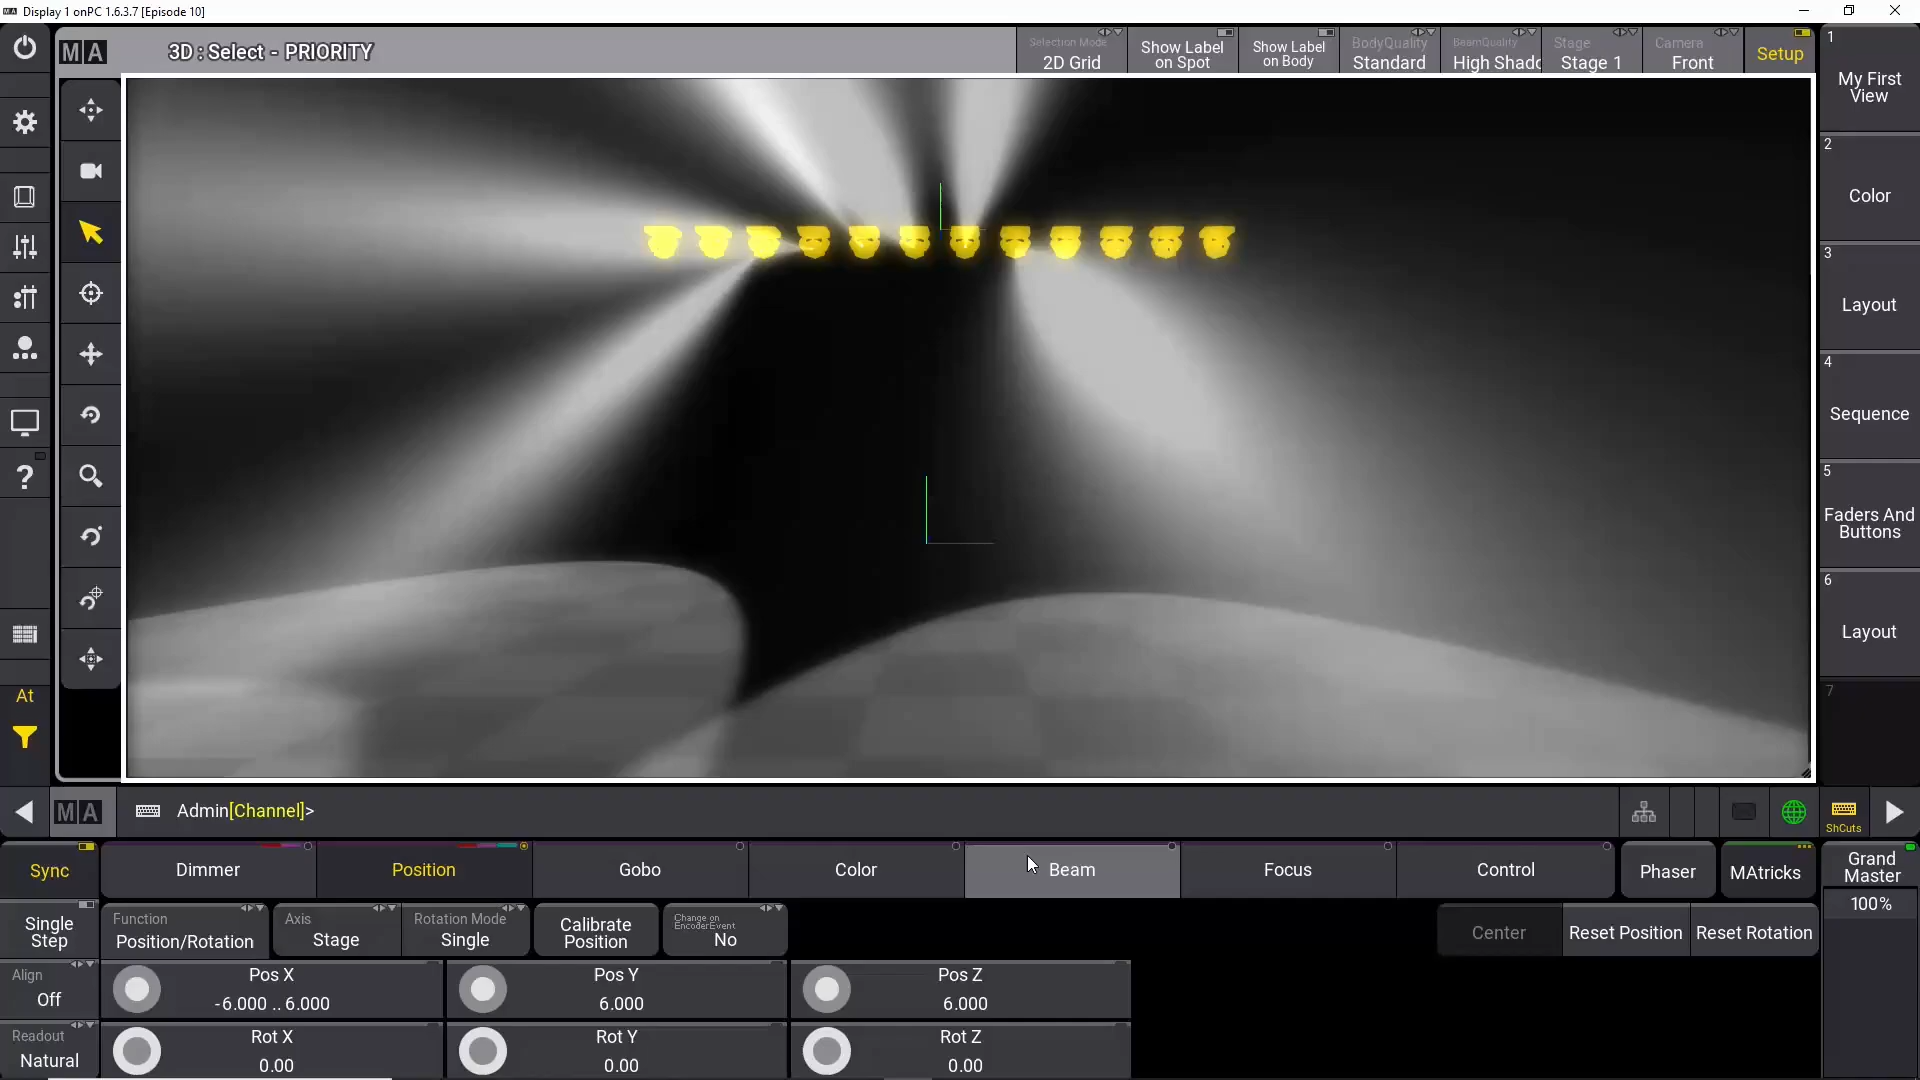 Display 1 onPC 1.6.3.7 [Episode 10]
MA
3D : Select - PRIORITY
Selection Mode
2D Grid
Show Label
on Spot
Show Label
on Body
BodyQuality
Standard
BeamQuality
High Shado
Stage
Stage 1
Camera
Front
Setup
1
My First
View
2
Color
3
Layout
4
Sequence
5
Faders And
Buttons
6
Layout
7
?
At
MA
Admin[Channel]>
ShCuts
Sync
Dimmer
Position
Gobo
Color
Beam
Focus
Control
Phaser
MAtricks
Grand
Master
100%
Single
Step
Function
Position/Rotation
Axis
Stage
Rotation Mode
Single
Calibrate
Position
Change on
EncoderEvent
No
Center
Reset Position
Reset Rotation
Align
Off
Pos X
-6.000 .. 6.000
Pos Y
6.000
Pos Z
6.000
Readout
Natural
Rot X
0.00
Rot Y
0.00
Rot Z
0.00